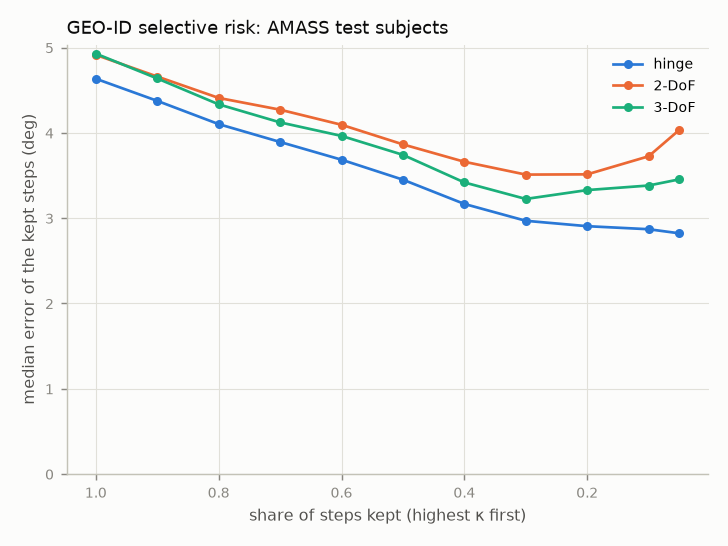 GEO-ID selective risk: AMASS test subjects
hinge
2-DoF
3-DoF
median error of the kept steps (deg)
5
4
3
2
1
0
1.0 0.8 0.6 0.4 0.2
share of steps kept (highest κ first)